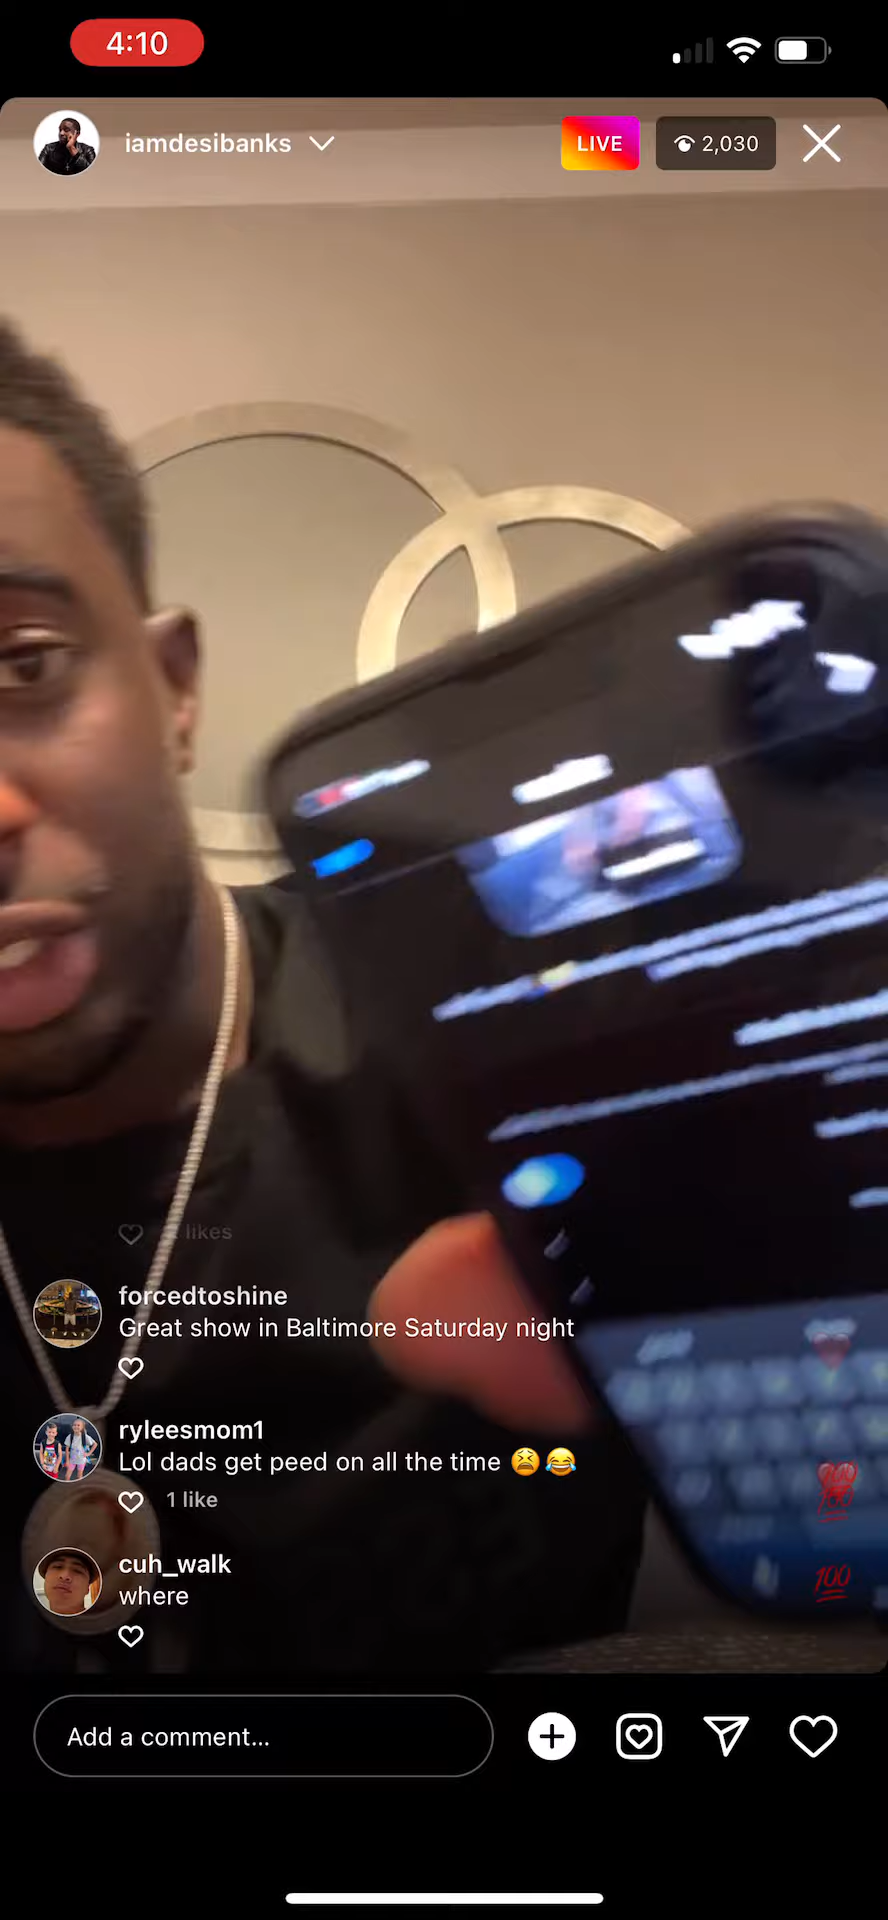 4:10
iamdesibanks
LIVE
2,030
likes
forcedtoshine
Great show in Baltimore Saturday night
ryleesmom1
Lol dads get peed on all the time 😫😂
1 like
cuh_walk
where
100
Add a comment...